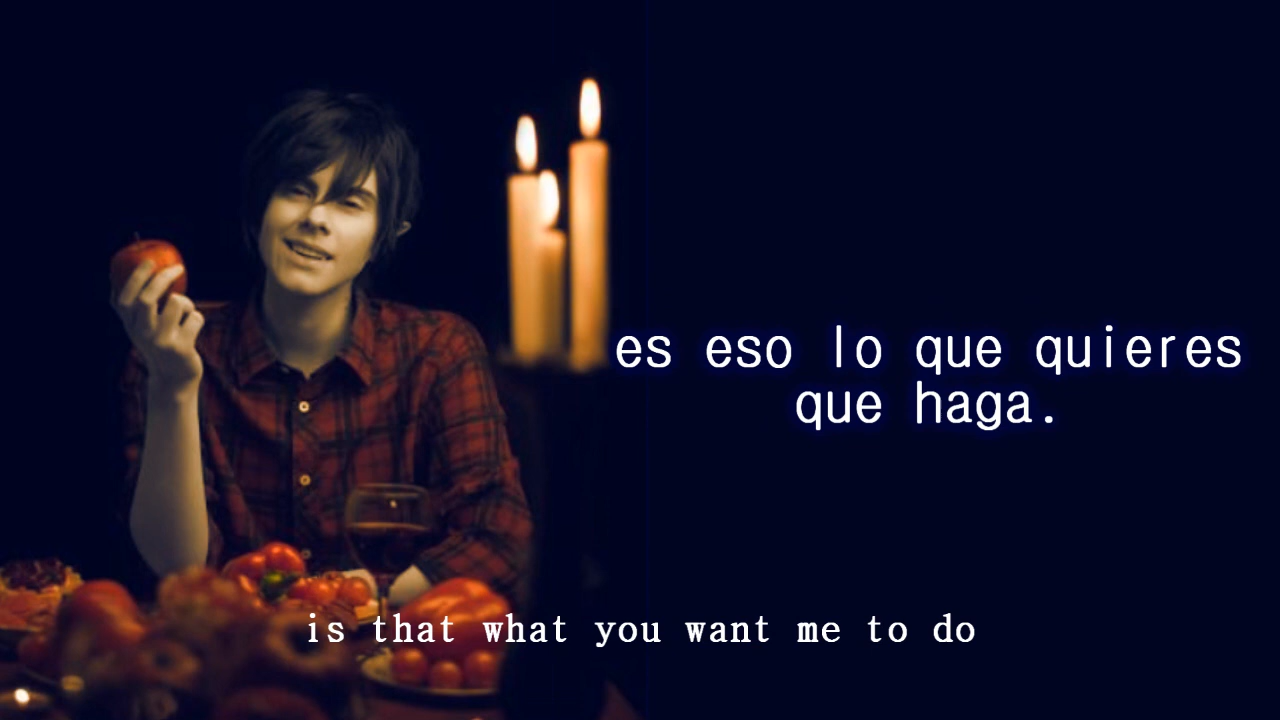 es eso lo que quieres
que haga.
is that what you want me to do